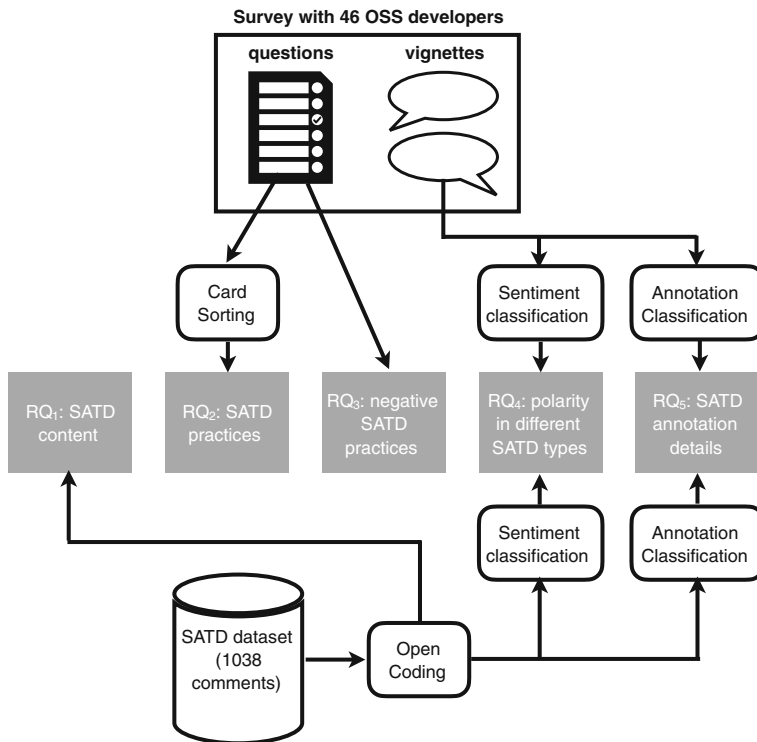 Survey with 46 OSS developers
questions
vignettes
Card
Sorting
Sentiment
classification
Annotation
Classification
RQ₁: SATD
content
RQ₂: SATD
practices
RQ₃: negative
SATD
practices
RQ₄: polarity
in different
SATD types
RQ₅: SATD
annotation
details
Sentiment
classification
Annotation
Classification
SATD dataset
(1038
comments)
Open
Coding